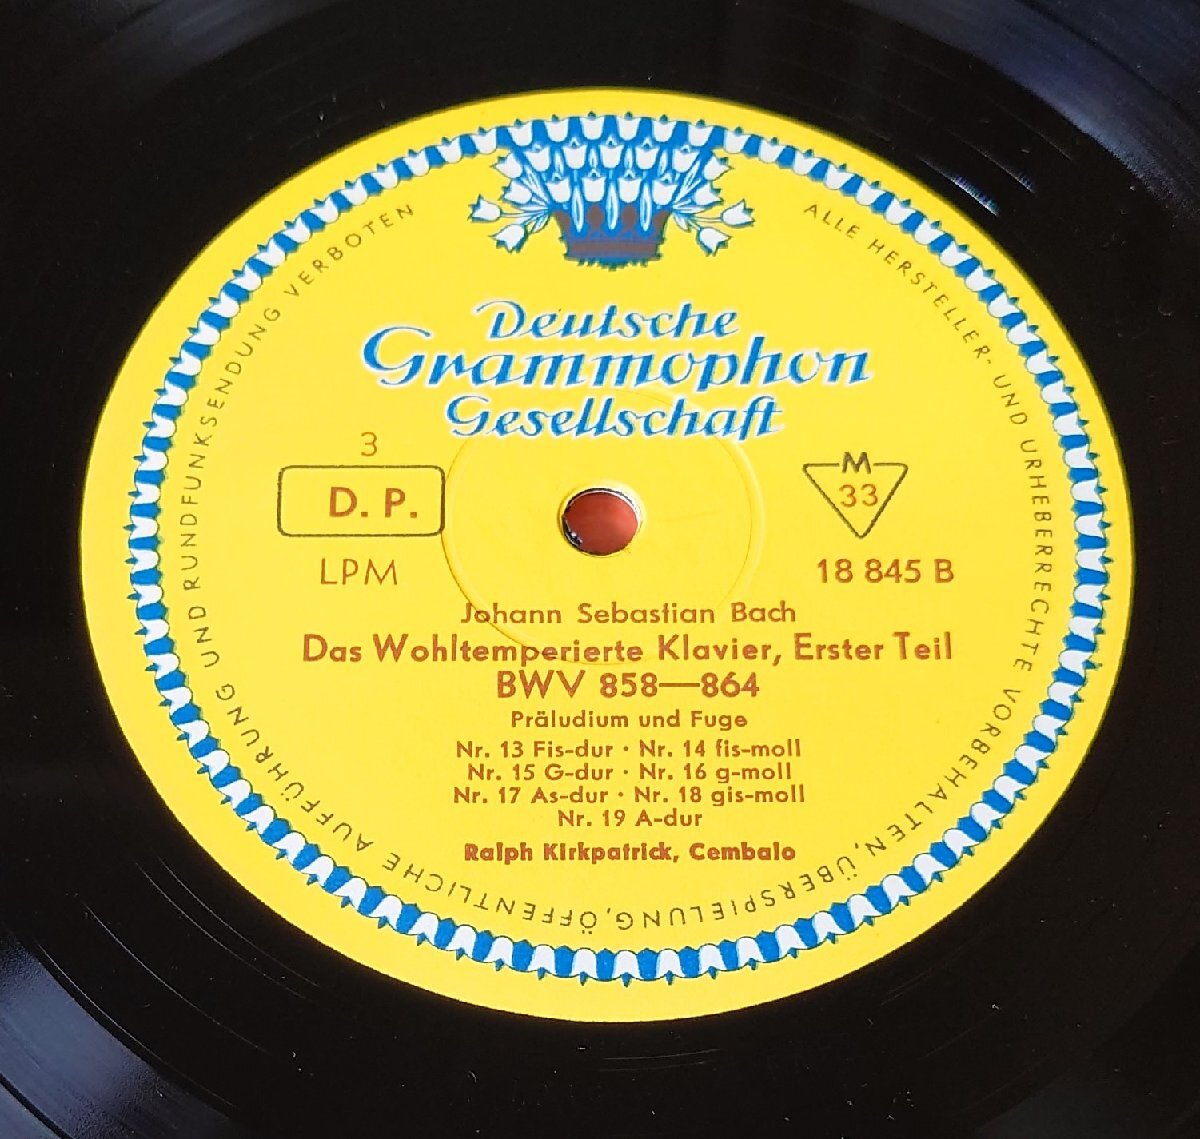 Deutsche
Grammophon
Gesellschaft
3
D. P.
LPM
M
33
18 845 B
Johann Sebastian Bach
Das Wohltemperierte Klavier, Erster Teil
BWV 858—864
Präludium und Fuge
Nr. 13 Fis-dur · Nr. 14 fis-moll
Nr. 15 G-dur · Nr. 16 g-moll
Nr. 17 As-dur · Nr. 18 gis-moll
Nr. 19 A-dur
Ralph Kirkpatrick, Cembalo
ALLE HERSTELLER- UND URHEBERRECHTE VORBEHALTEN, ÜBERSPIELUNG, ÖFFENTLICHE AUFFÜHRUNG UND RUNDFUNKSENDUNG VERBOTEN